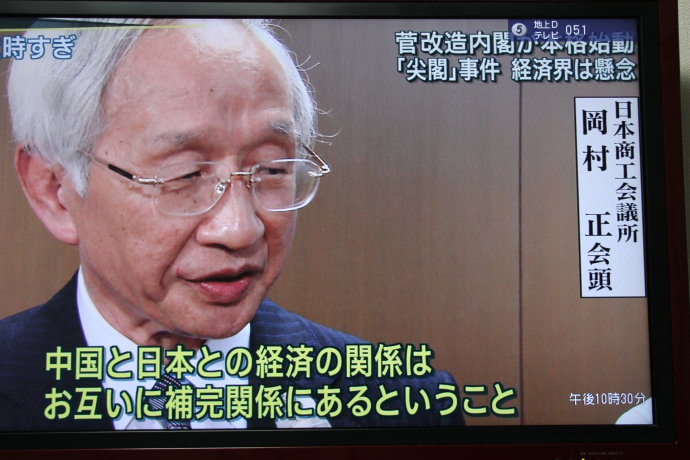 時すぎ
5 地上D
テレビ 051
菅改造内閣が本格始動
「尖閣」事件 経済界は懸念
日本商工会議所
岡村 正会頭
中国と日本との経済の関係は
お互いに補完関係にあるということ
午後10時30分